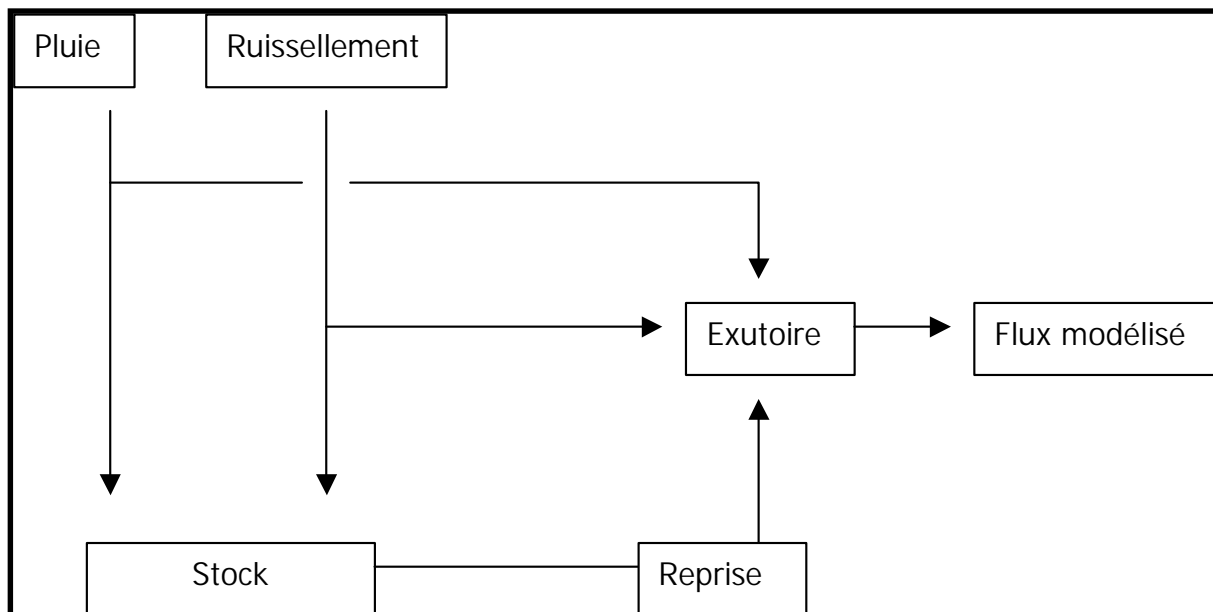 Pluie
Ruissellement
Exutoire
Flux modélisé
Stock
Reprise